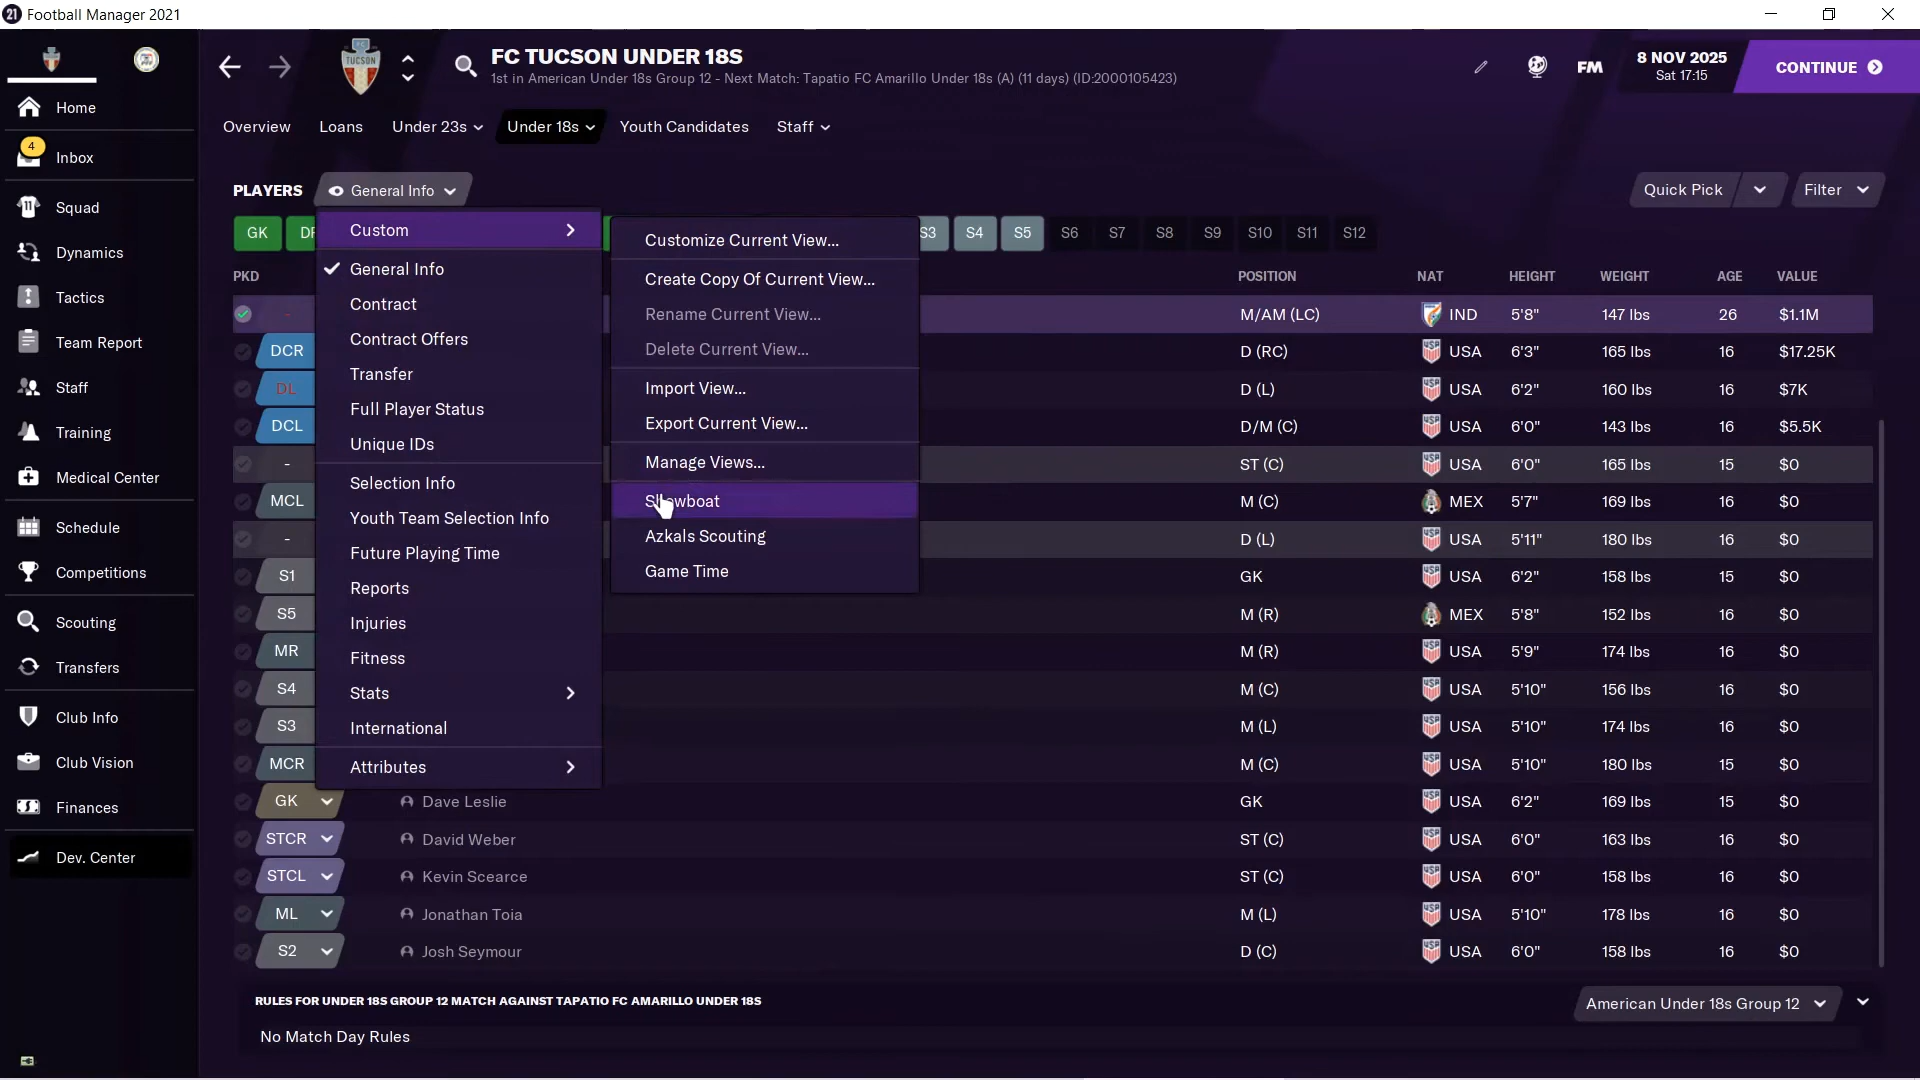 21 Football Manager 2021
FC TUCSON
FC TUCSON UNDER 18S
1st in American Under 18s Group 12 - Next Match: Tapatio FC Amarillo Under 18s (A) (11 days) (ID:2000105423)
FM
8 NOV 2025
Sat 17:15
CONTINUE
Home
4
Inbox
Squad
Dynamics
Tactics
Team Report
Staff
Training
Medical Center
Schedule
Competitions
Scouting
Transfers
Club Info
Club Vision
Finances
Dev. Center
Overview Loans Under 23s Under 18s Youth Candidates Staff
PLAYERS General Info Quick Pick Filter
GK S4 S5 S6 S7 S8 S9 S10 S11 S12
PKD POSITION NAT HEIGHT WEIGHT AGE VALUE
Custom
General Info
Contract
Contract Offers
Transfer
Full Player Status
Unique IDs
Selection Info
Youth Team Selection Info
Future Playing Time
Reports
Injuries
Fitness
Stats
International
Attributes
Customize Current View...
Create Copy Of Current View...
Rename Current View...
Delete Current View...
Import View...
Export Current View...
Manage Views...
Showboat
Azkals Scouting
Game Time
- M/AM (LC) IND 5'8" 147 lbs 26 $1.1M
DCR D (RC) USA 6'3" 165 lbs 16 $17.25K
DL D (L) USA 6'2" 160 lbs 16 $7K
DCL D/M (C) USA 6'0" 143 lbs 16 $5.5K
- ST (C) USA 6'0" 165 lbs 15 $0
MCL M (C) MEX 5'7" 169 lbs 16 $0
- D (L) USA 5'11" 180 lbs 16 $0
S1 GK USA 6'2" 158 lbs 15 $0
S5 M (R) MEX 5'8" 152 lbs 16 $0
MR M (R) USA 5'9" 174 lbs 16 $0
S4 M (C) USA 5'10" 156 lbs 16 $0
S3 M (L) USA 5'10" 174 lbs 16 $0
MCR M (C) USA 5'10" 180 lbs 16 $0
GK Dave Leslie GK USA 6'2" 169 lbs 15 $0
STCR David Weber ST (C) USA 6'0" 163 lbs 16 $0
STCL Kevin Scearce ST (C) USA 6'0" 158 lbs 16 $0
ML Jonathan Toia M (L) USA 5'10" 178 lbs 16 $0
S2 Josh Seymour D (C) USA 6'0" 158 lbs 16 $0
RULES FOR UNDER 18S GROUP 12 MATCH AGAINST TAPATIO FC AMARILLO UNDER 18S
American Under 18s Group 12
No Match Day Rules